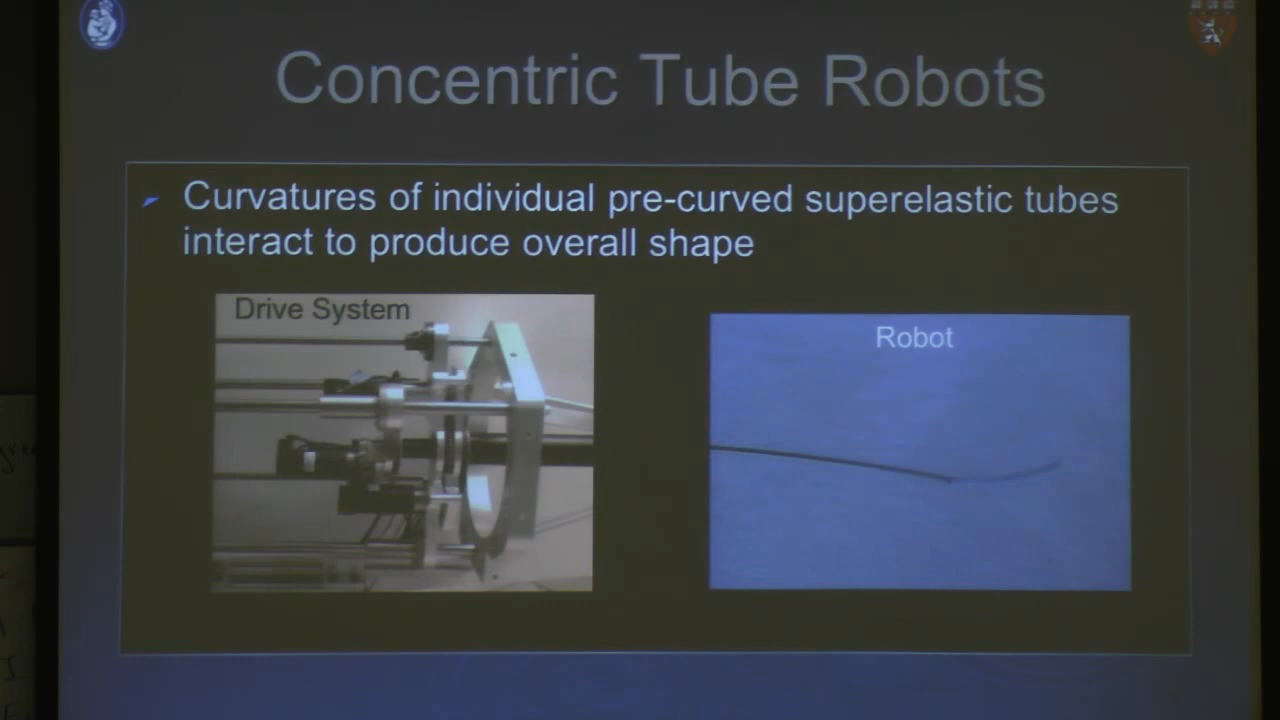 Concentric Tube Robots
Curvatures of individual pre-curved superelastic tubes
interact to produce overall shape
Drive System
Robot